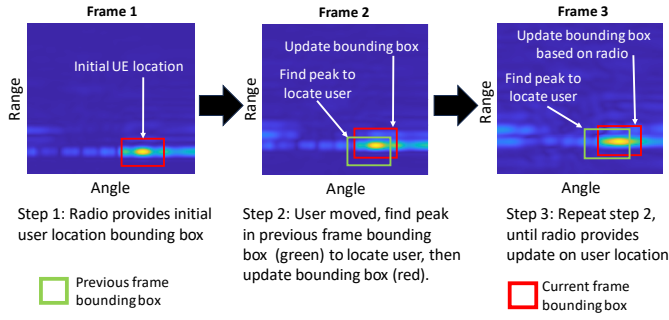 Frame 1
Frame 2
Frame 3
Initial UE location
Update bounding box
Find peak to
locate user
Update bounding box
based on radio
Find peak to
locate user
Range
Range
Range
Angle
Angle
Angle
Step 1: Radio provides initial
user location bounding box
Step 2: User moved, find peak
in previous frame bounding
box (green) to locate user, then
update bounding box (red).
Step 3: Repeat step 2,
until radio provides
update on user location
Previous frame
bounding box
Current frame
bounding box